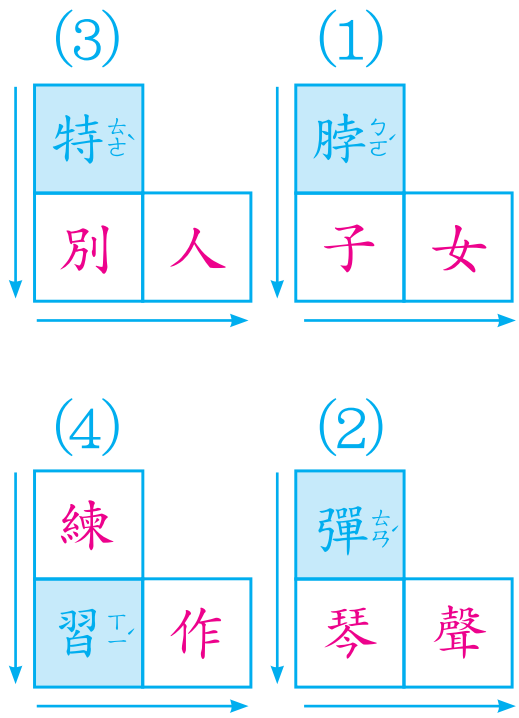 (1)
脖ㄅㄛˊ
子女
(2)
彈ㄊㄢˊ
琴聲
(3)
特ㄊㄜˋ
別人
(4)
練
習ㄒㄧˊ作